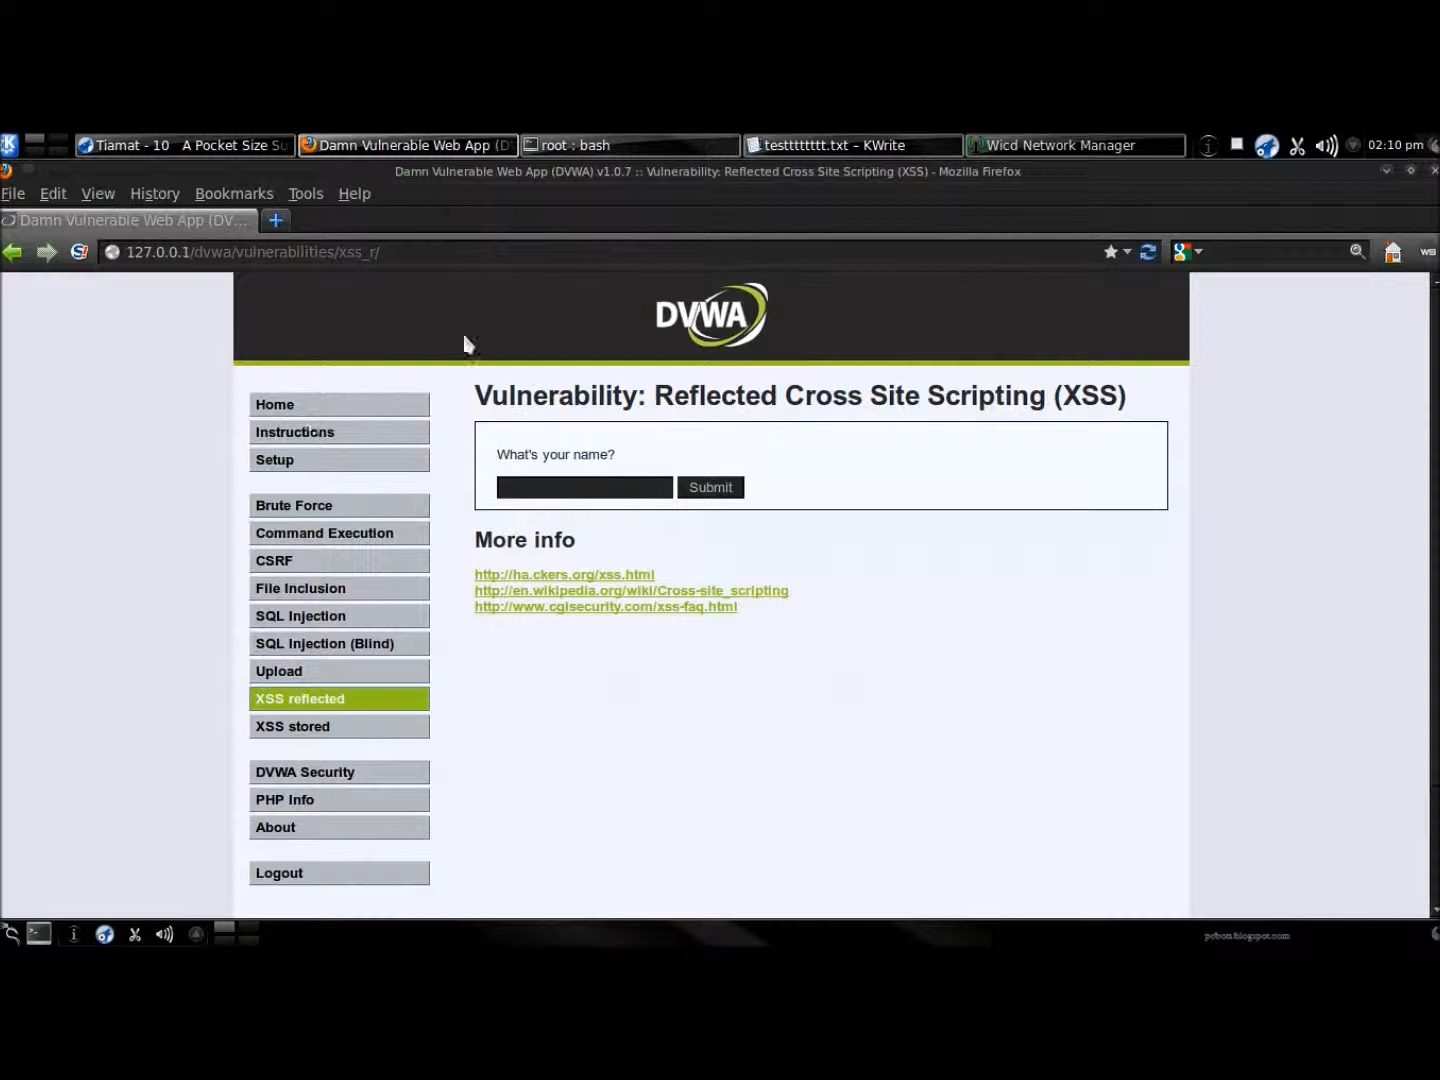 Tiamat - 10 A Pocket Size Su
Damn Vulnerable Web App (D
root : bash
testttttttt.txt – KWrite
Wicd Network Manager
02:10 pm
Damn Vulnerable Web App (DVWA) v1.0.7 :: Vulnerability: Reflected Cross Site Scripting (XSS) - Mozilla Firefox
File Edit View History Bookmarks Tools Help
Damn Vulnerable Web App (DV...
127.0.0.1/dvwa/vulnerabilities/xss_r/
DVWA
Vulnerability: Reflected Cross Site Scripting (XSS)
What's your name?
Submit
More info
http://ha.ckers.org/xss.html
http://en.wikipedia.org/wiki/Cross-site_scripting
http://www.cgisecurity.com/xss-faq.html
Home
Instructions
Setup
Brute Force
Command Execution
CSRF
File Inclusion
SQL Injection
SQL Injection (Blind)
Upload
XSS reflected
XSS stored
DVWA Security
PHP Info
About
Logout